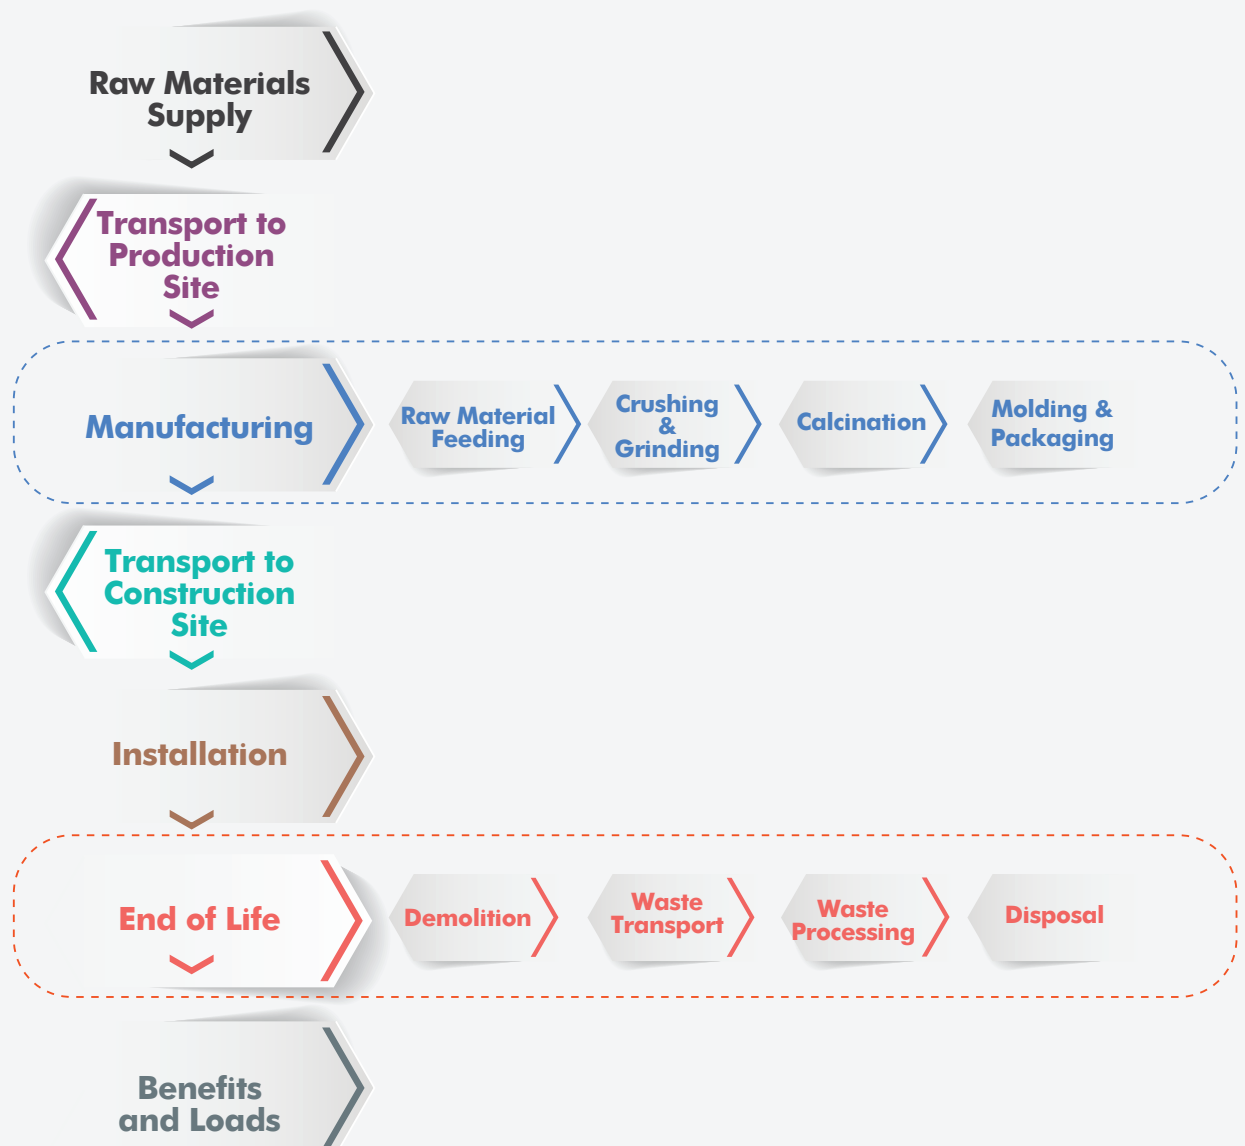 Raw Materials
Supply
Transport to
Production
Site
Manufacturing
Raw Material
Feeding
Crushing
&
Grinding
Calcination
Molding &
Packaging
Transport to
Construction
Site
Installation
End of Life
Demolition
Waste
Transport
Waste
Processing
Disposal
Benefits
and Loads